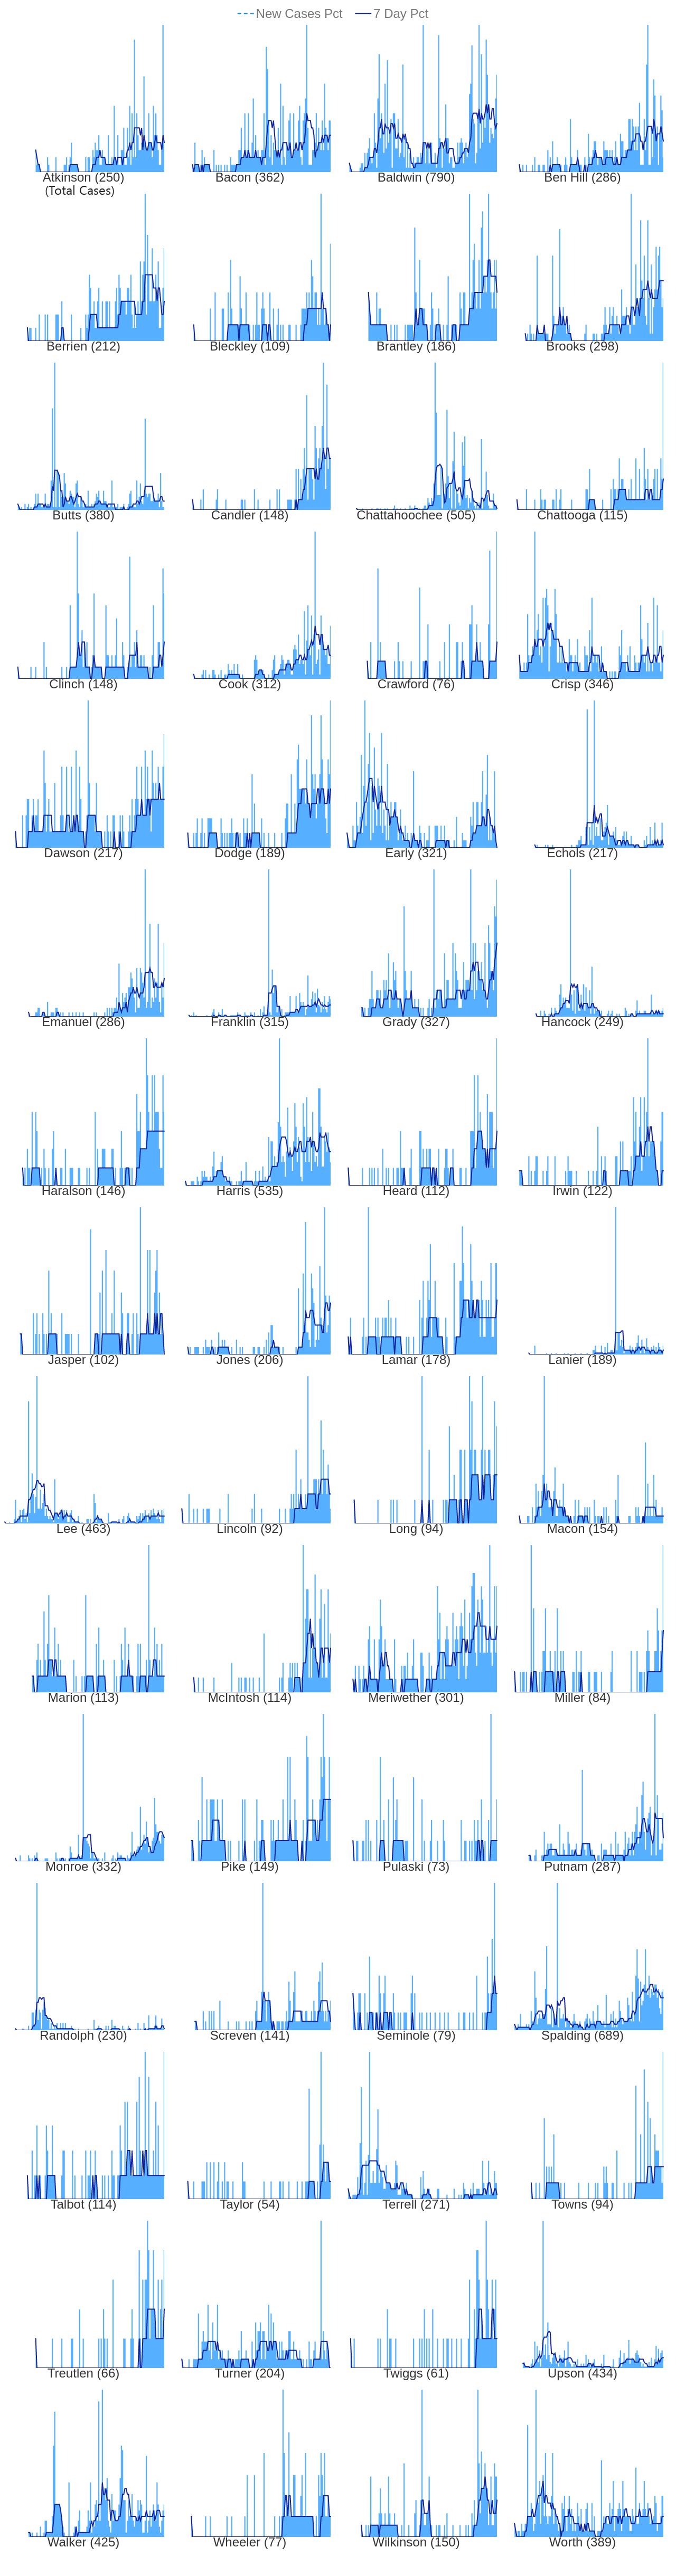 New Cases Pct 7 Day Pct
Atkinson (250) Bacon (362) Baldwin (790) Ben Hill (286)
(Total Cases)
Berrien (212) Bleckley (109) Brantley (186) Brooks (298)
Butts (380) Candler (148) Chattahoochee (505) Chattooga (115)
Clinch (148) Cook (312) Crawford (76) Crisp (346)
Dawson (217) Dodge (189) Early (321) Echols (217)
Emanuel (286) Franklin (315) Grady (327) Hancock (249)
Haralson (146) Harris (535) Heard (112) Irwin (122)
Jasper (102) Jones (206) Lamar (178) Lanier (189)
Lee (463) Lincoln (92) Long (94) Macon (154)
Marion (113) McIntosh (114) Meriwether (301) Miller (84)
Monroe (332) Pike (149) Pulaski (73) Putnam (287)
Randolph (230) Screven (141) Seminole (79) Spalding (689)
Talbot (114) Taylor (54) Terrell (271) Towns (94)
Treutlen (66) Turner (204) Twiggs (61) Upson (434)
Walker (425) Wheeler (77) Wilkinson (150) Worth (389)